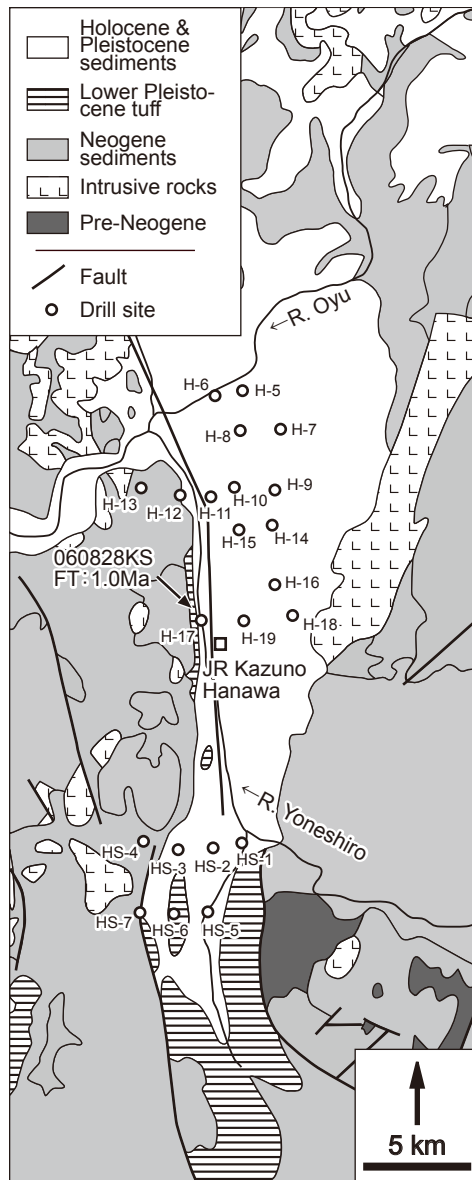 Holocene &
Pleistocene
sediments
Lower Pleisto-
cene tuff
Neogene
sediments
Intrusive rocks
Pre-Neogene
Fault
Drill site
←R. Oyu
H-6
H-5
H-8
H-7
H-13
H-12
H-11
H-10
H-9
H-15
H-14
060828KS
FT:1.0Ma
H-16
H-17
H-19
H-18
JR Kazuno
Hanawa
←R. Yoneshiro
HS-4
HS-3
HS-2
HS-1
HS-7
HS-6
HS-5
5 km